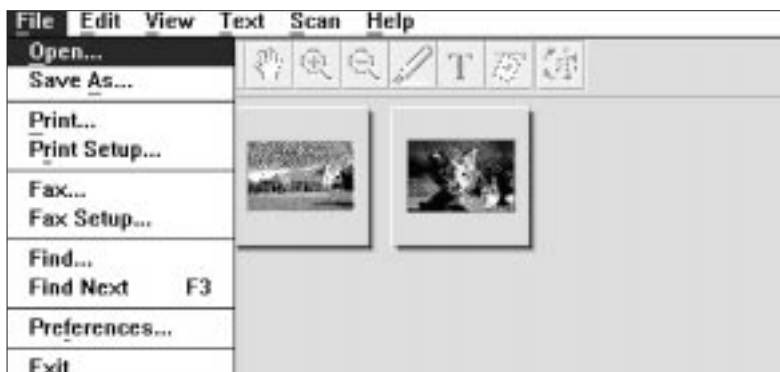 File Edit View Text Scan Help
Open...
Save As...
T
Print...
Print Setup...
Fax...
Fax Setup...
Find...
Find Next F3
Preferences...
Exit